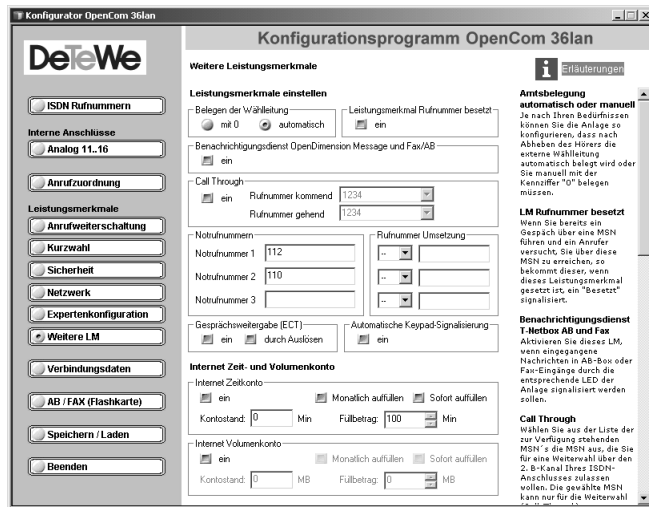 Konfigurator OpenCom 36lan
DeTeWe
Konfigurationsprogramm OpenCom 36lan
ISDN Rufnummern
Interne Anschlüsse
Analog 11..16
Anrufzuordnung
Leistungsmerkmale
Anrufweiterschaltung
Kurzwahl
Sicherheit
Netzwerk
Expertenkonfiguration
Weitere LM
Verbindungsdaten
AB / FAX (Flashkarte)
Speichern / Laden
Beenden
Weitere Leistungsmerkmale
Leistungsmerkmale einstellen
Belegen der Wählleitung
mit 0 automatisch
Leistungsmerkmal Rufnummer besetzt
ein
Benachrichtigungsdienst OpenDimension Message und Fax/AB
ein
Call Through
ein Rufnummer kommend 1234
Rufnummer gehend 1234
Notrufnummern
Notrufnummer 1 112
Notrufnummer 2 110
Notrufnummer 3
Rufnummer Umsetzung
--
--
--
Gesprächsweitergabe (ECT)
ein durch Auslösen
Automatische Keypad-Signalisierung
ein
Internet Zeit- und Volumenkonto
Internet Zeitkonto
ein Monatlich auffüllen Sofort auffüllen
Kontostand: 0 Min Füllbetrag: 100 Min
Internet Volumenkonto
ein Monatlich auffüllen Sofort auffüllen
Kontostand: 0 MB Füllbetrag: 0 MB
i Erläuterungen
Amtsbelegung
automatisch oder manuell
Je nach Ihren Bedürfnissen
können Sie die Anlage so
konfigurieren, dass nach
Abheben des Hörers die
externe Wählleitung
automatisch belegt wird oder
Sie manuell mit der
Kennziffer "0" belegen
müssen.
LM Rufnummer besetzt
Wenn Sie bereits ein
Gespäch über eine MSN
führen und ein Anrufer
versucht, Sie über diese
MSN zu erreichen, so
bekommt dieser, wenn
dieses Leistungsmerkmal
gesetzt ist, ein "Besetzt"
signalisiert.
Benachrichtigungsdienst
T-Netbox AB und Fax
Aktivieren Sie dieses LM,
wenn eingegangene
Nachrichten in AB-Box oder
Fax-Eingänge durch die
entsprechende LED der
Anlage signalisiert werden
sollen.
Call Through
Wählen Sie aus der Liste der
zur Verfügung stehenden
MSN´s die MSN aus, die Sie
für eine Weiterwahl über den
2. B-Kanal Ihres ISDN-
Anschlusses zulassen
wollen. Die gewählte MSN
kann nur für die Weiterwahl